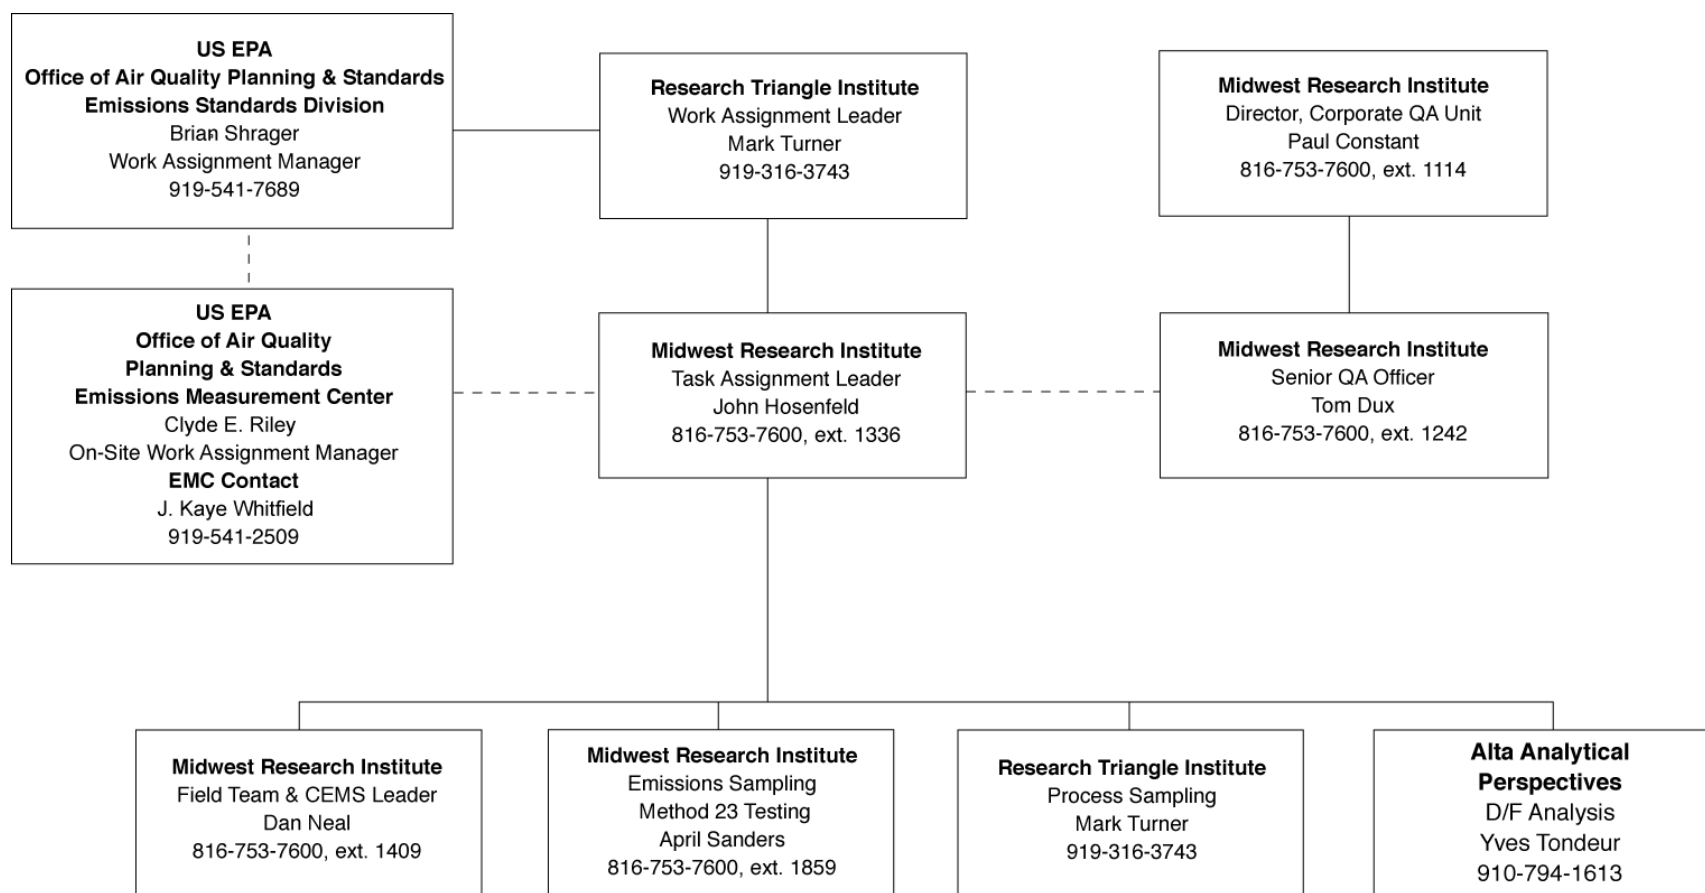 US EPA
Office of Air Quality Planning & Standards
Emissions Standards Division
Brian Shrager
Work Assignment Manager
919-541-7689
Research Triangle Institute
Work Assignment Leader
Mark Turner
919-316-3743
Midwest Research Institute
Director, Corporate QA Unit
Paul Constant
816-753-7600, ext. 1114
US EPA
Office of Air Quality
Planning & Standards
Emissions Measurement Center
Clyde E. Riley
On-Site Work Assignment Manager
EMC Contact
J. Kaye Whitfield
919-541-2509
Midwest Research Institute
Task Assignment Leader
John Hosenfeld
816-753-7600, ext. 1336
Midwest Research Institute
Senior QA Officer
Tom Dux
816-753-7600, ext. 1242
Midwest Research Institute
Field Team & CEMS Leader
Dan Neal
816-753-7600, ext. 1409
Midwest Research Institute
Emissions Sampling
Method 23 Testing
April Sanders
816-753-7600, ext. 1859
Research Triangle Institute
Process Sampling
Mark Turner
919-316-3743
Alta Analytical
Perspectives
D/F Analysis
Yves Tondeur
910-794-1613